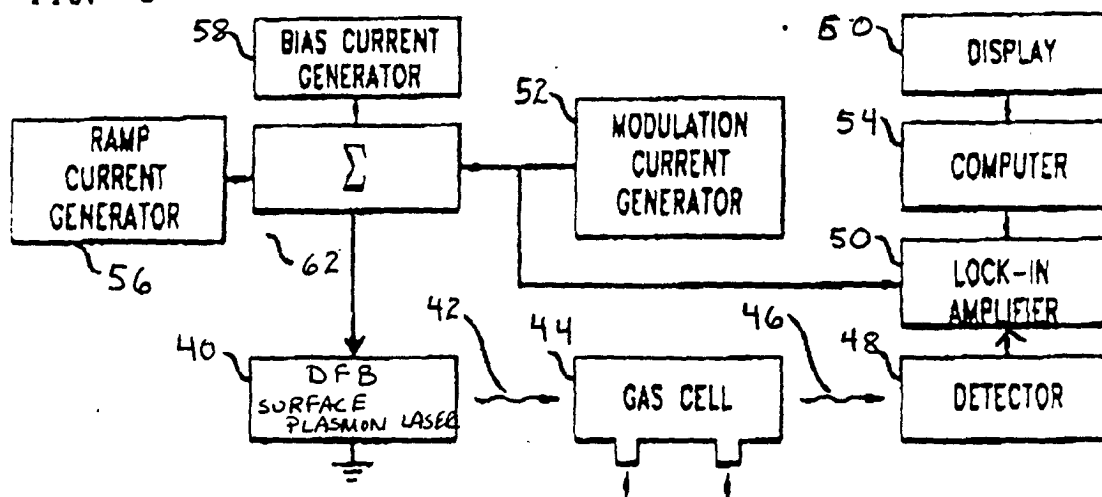 58
BIAS CURRENT
GENERATOR
60
DISPLAY
52
MODULATION
CURRENT
GENERATOR
54
COMPUTER
RAMP
CURRENT
GENERATOR
56
Σ
62
50
LOCK-IN
AMPLIFIER
40
DFB
SURFACE
PLASMON LASER
42
44
GAS CELL
46
48
DETECTOR